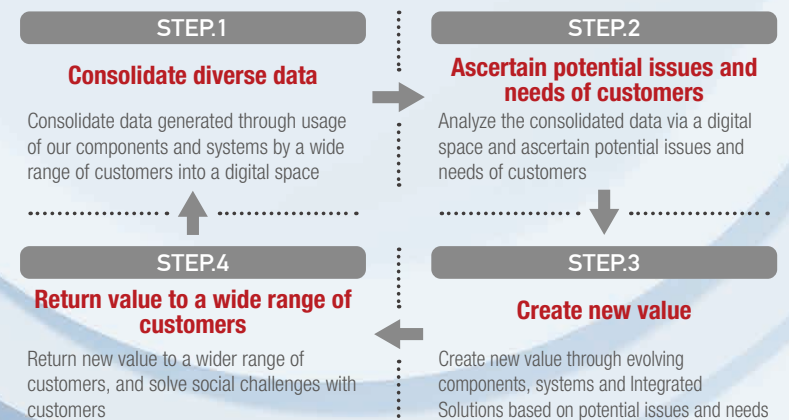 STEP.1
Consolidate diverse data
Consolidate data generated through usage
of our components and systems by a wide
range of customers into a digital space
STEP.2
Ascertain potential issues and
needs of customers
Analyze the consolidated data via a digital
space and ascertain potential issues and
needs of customers
STEP.4
Return value to a wide range of
customers
Return new value to a wider range of
customers, and solve social challenges with
customers
STEP.3
Create new value
Create new value through evolving
components, systems and Integrated
Solutions based on potential issues and needs